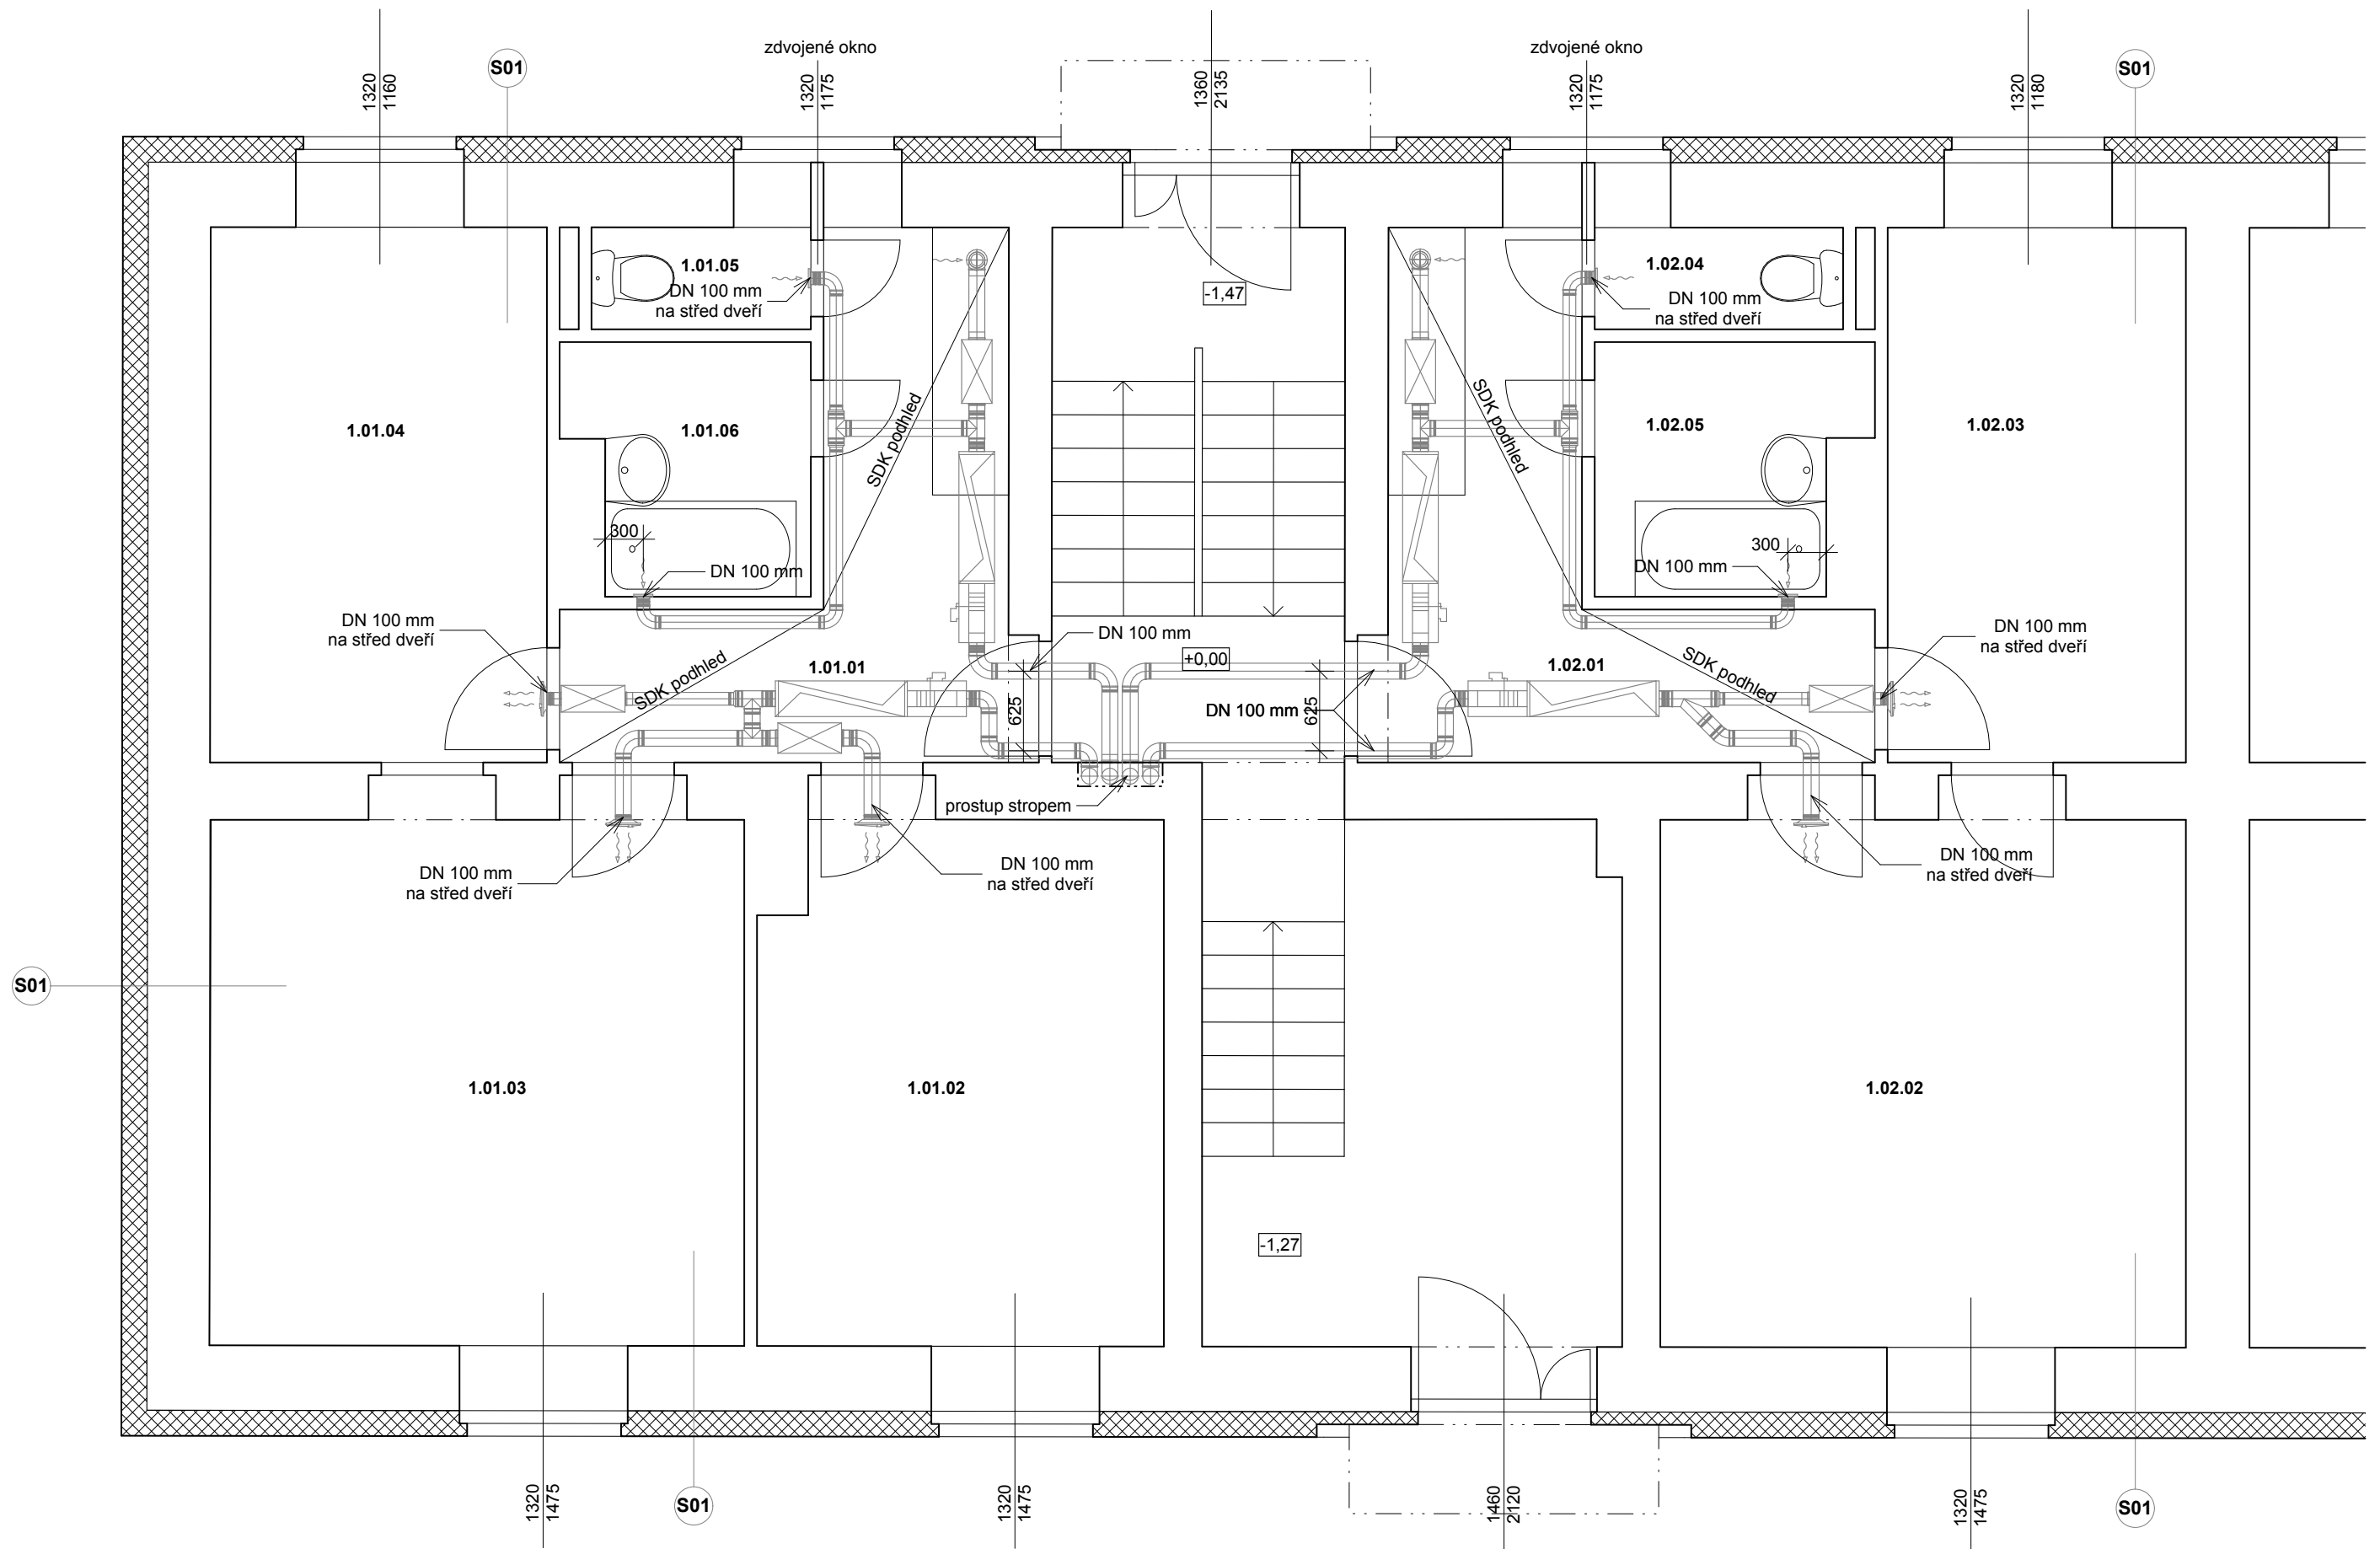 zdvojené okno
zdvojené okno
S01
S01
1320
1160
1320
1175
1360
2135
1320
1175
1320
1180
1.01.05
DN 100 mm
na střed dveří
-1,47
1.02.04
DN 100 mm
na střed dveří
1.01.04
1.01.06
SDK podhled
SDK podhled
1.02.05
1.02.03
300
DN 100 mm
300
DN 100 mm
DN 100 mm
na střed dveří
DN 100 mm
+0,00
DN 100 mm
na střed dveří
SDK podhled
1.01.01
1.02.01
SDK podhled
625
DN 100 mm
625
prostup stropem
DN 100 mm
na střed dveří
DN 100 mm
na střed dveří
DN 100 mm
na střed dveří
S01
1.01.03
1.01.02
1.02.02
-1,27
1320
1475
S01
1320
1475
1460
2120
1320
1475
S01